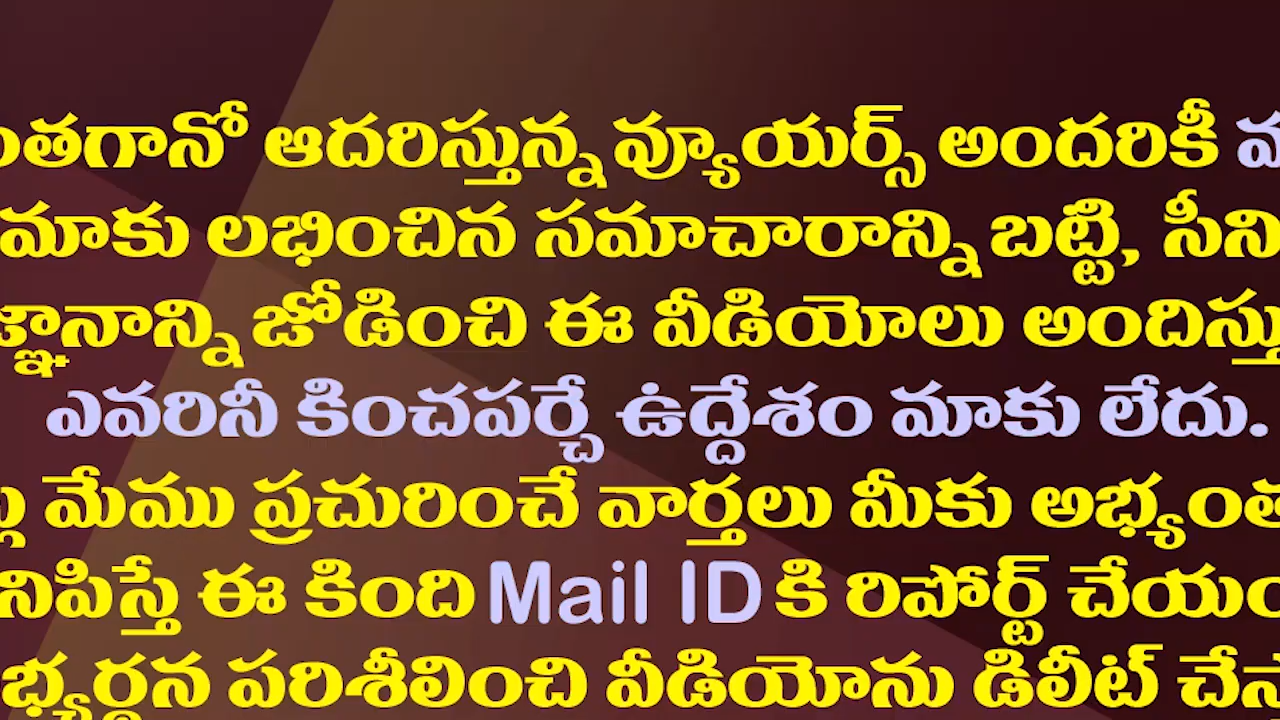 ంతగానో ఆదరిస్తున్న వ్యూయర్స్ అందరికీ
మాకు లభించిన సమాచారాన్ని బట్టి, సీని
జ్ఞానాన్ని జోడించి ఈ వీడియోలు అందిస్తు
ఎవరినీ కించపర్చే ఉద్దేశం మాకు లేదు.
మేము ప్రచురించే వార్తలు మీకు అభ్యంత
నిపిస్తే ఈ కింది Mail ID కి రిపోర్ట్ చేయం
భ్యర్థన పరిశీలించి వీడియోను డిలీట్ చేస